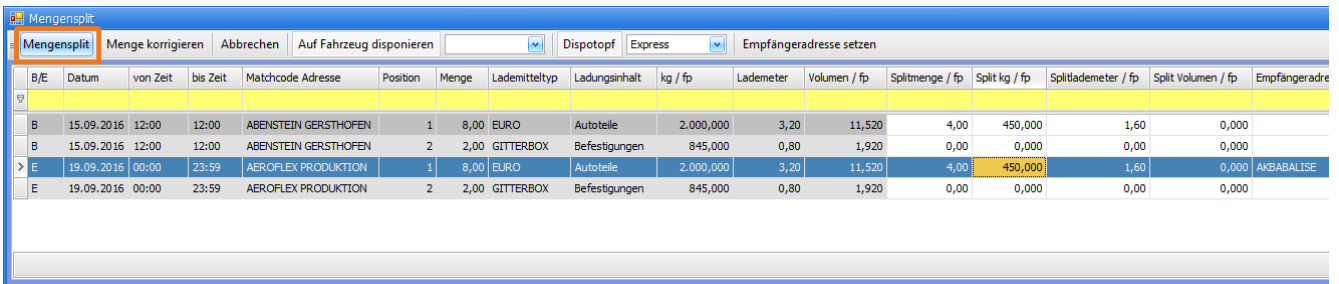 Mengensplit
Mengensplit Menge korrigieren Abbrechen Auf Fahrzeug disponieren Dispotopf Express Empfängeradresse setzen
B/E Datum von Zeit bis Zeit Matchcode Adresse Position Menge Lademitteltyp Ladungsinhalt kg / fp Lademeter Volumen / fp Splitmenge / fp Split kg / fp Splitlademeter / fp Split Volumen / fp Empfängeradre
B 15.09.2016 12:00 12:00 ABENSTEIN GERSTHOFEN 1 8,00 EURO Autoteile 2.000,000 3,20 11,520 4,00 450,000 1,60 0,000
B 15.09.2016 12:00 12:00 ABENSTEIN GERSTHOFEN 2 2,00 GITTERBOX Befestigungen 845,000 0,80 1,920 0,00 0,000 0,00 0,000
E 19.09.2016 00:00 23:59 AEROFLEX PRODUKTION 1 8,00 EURO Autoteile 2.000,000 3,20 11,520 4,00 450,000 1,60 0,000 AKBABALISE
E 19.09.2016 00:00 23:59 AEROFLEX PRODUKTION 2 2,00 GITTERBOX Befestigungen 845,000 0,80 1,920 0,00 0,000 0,00 0,000